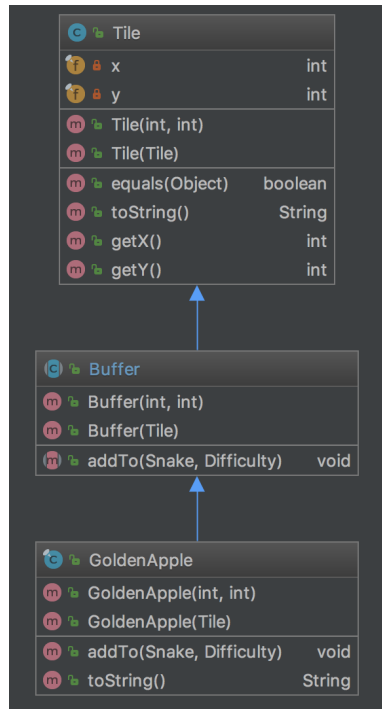 Tile
x int
y int
Tile(int, int)
Tile(Tile)
equals(Object) boolean
toString() String
getX() int
getY() int
Buffer
Buffer(int, int)
Buffer(Tile)
addTo(Snake, Difficulty) void
GoldenApple
GoldenApple(int, int)
GoldenApple(Tile)
addTo(Snake, Difficulty) void
toString() String